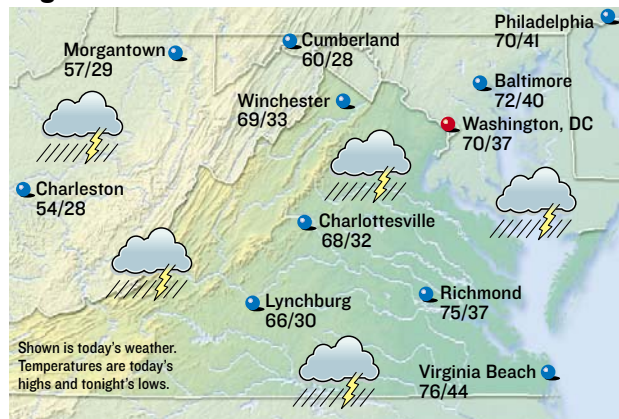 Philadelphia
70/41
Morgantown
57/29
Cumberland
60/28
Baltimore
72/40
Winchester
69/33
Washington, DC
70/37
Charleston
54/28
Charlottesville
68/32
Lynchburg
66/30
Richmond
75/37
Shown is today's weather.
Temperatures are today's
highs and tonight's lows.
Virginia Beach
76/44